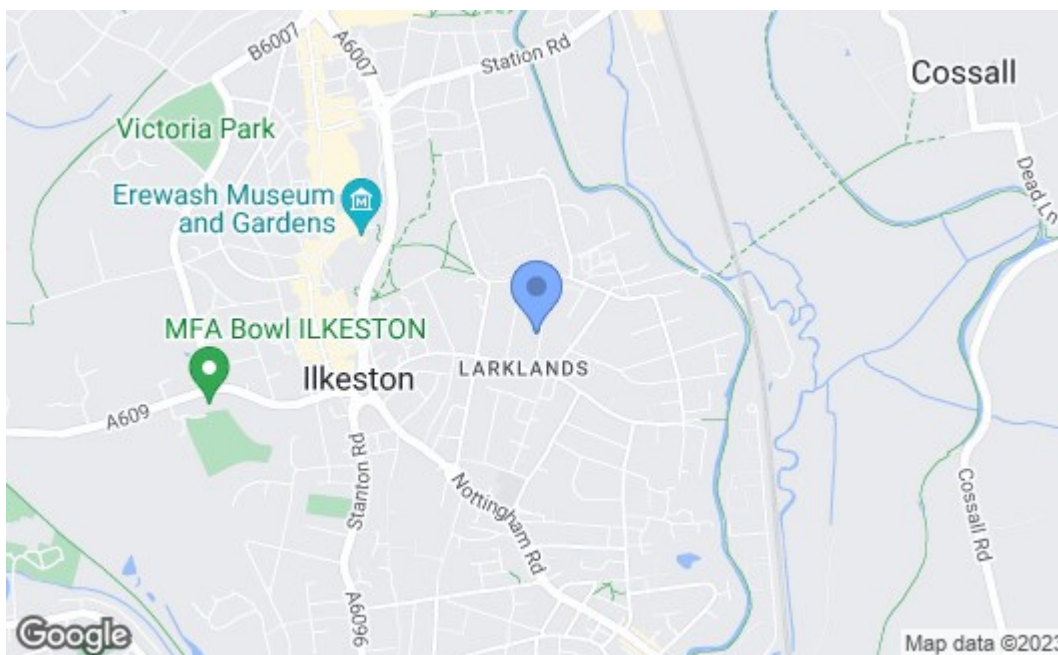 B6007
A6007
Station Rd
Cossall
Victoria Park
Dead Ln
Erewash Museum
and Gardens
M
MFA Bowl ILKESTON
LARKLANDS
Ilkeston
A609
Stanton Rd
Nottingham Rd
Cossall Rd
A6096
Google
Map data ©2023